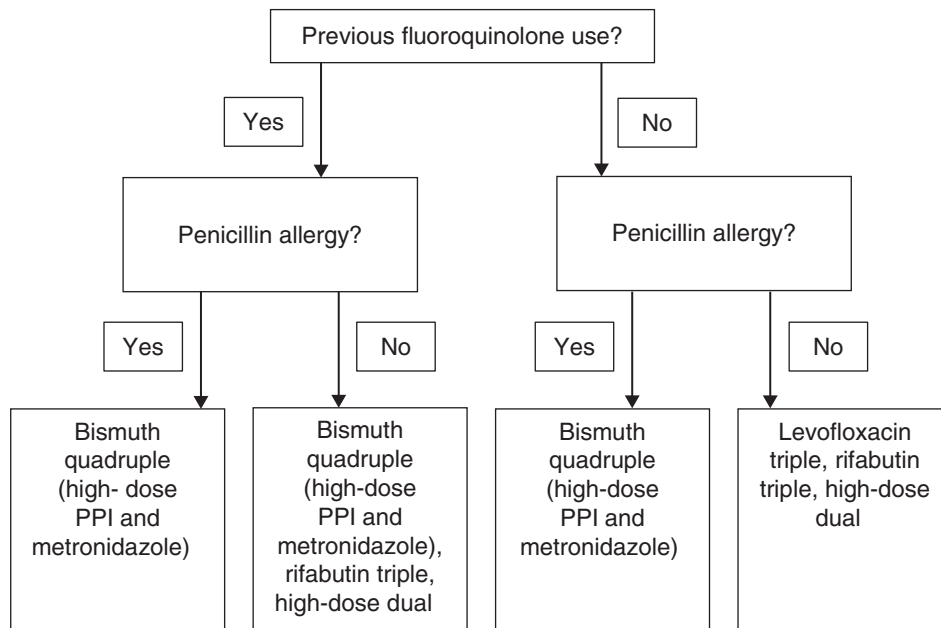 Previous fluoroquinolone use?
Yes
No
Penicillin allergy?
Penicillin allergy?
Yes
No
Yes
No
Bismuth
quadruple
(high- dose
PPI and
metronidazole)
Bismuth
quadruple
(high-dose
PPI and
metronidazole),
rifabutin triple,
high-dose dual
Bismuth
quadruple
(high-dose
PPI and
metronidazole)
Levofloxacin
triple, rifabutin
triple, high-dose
dual